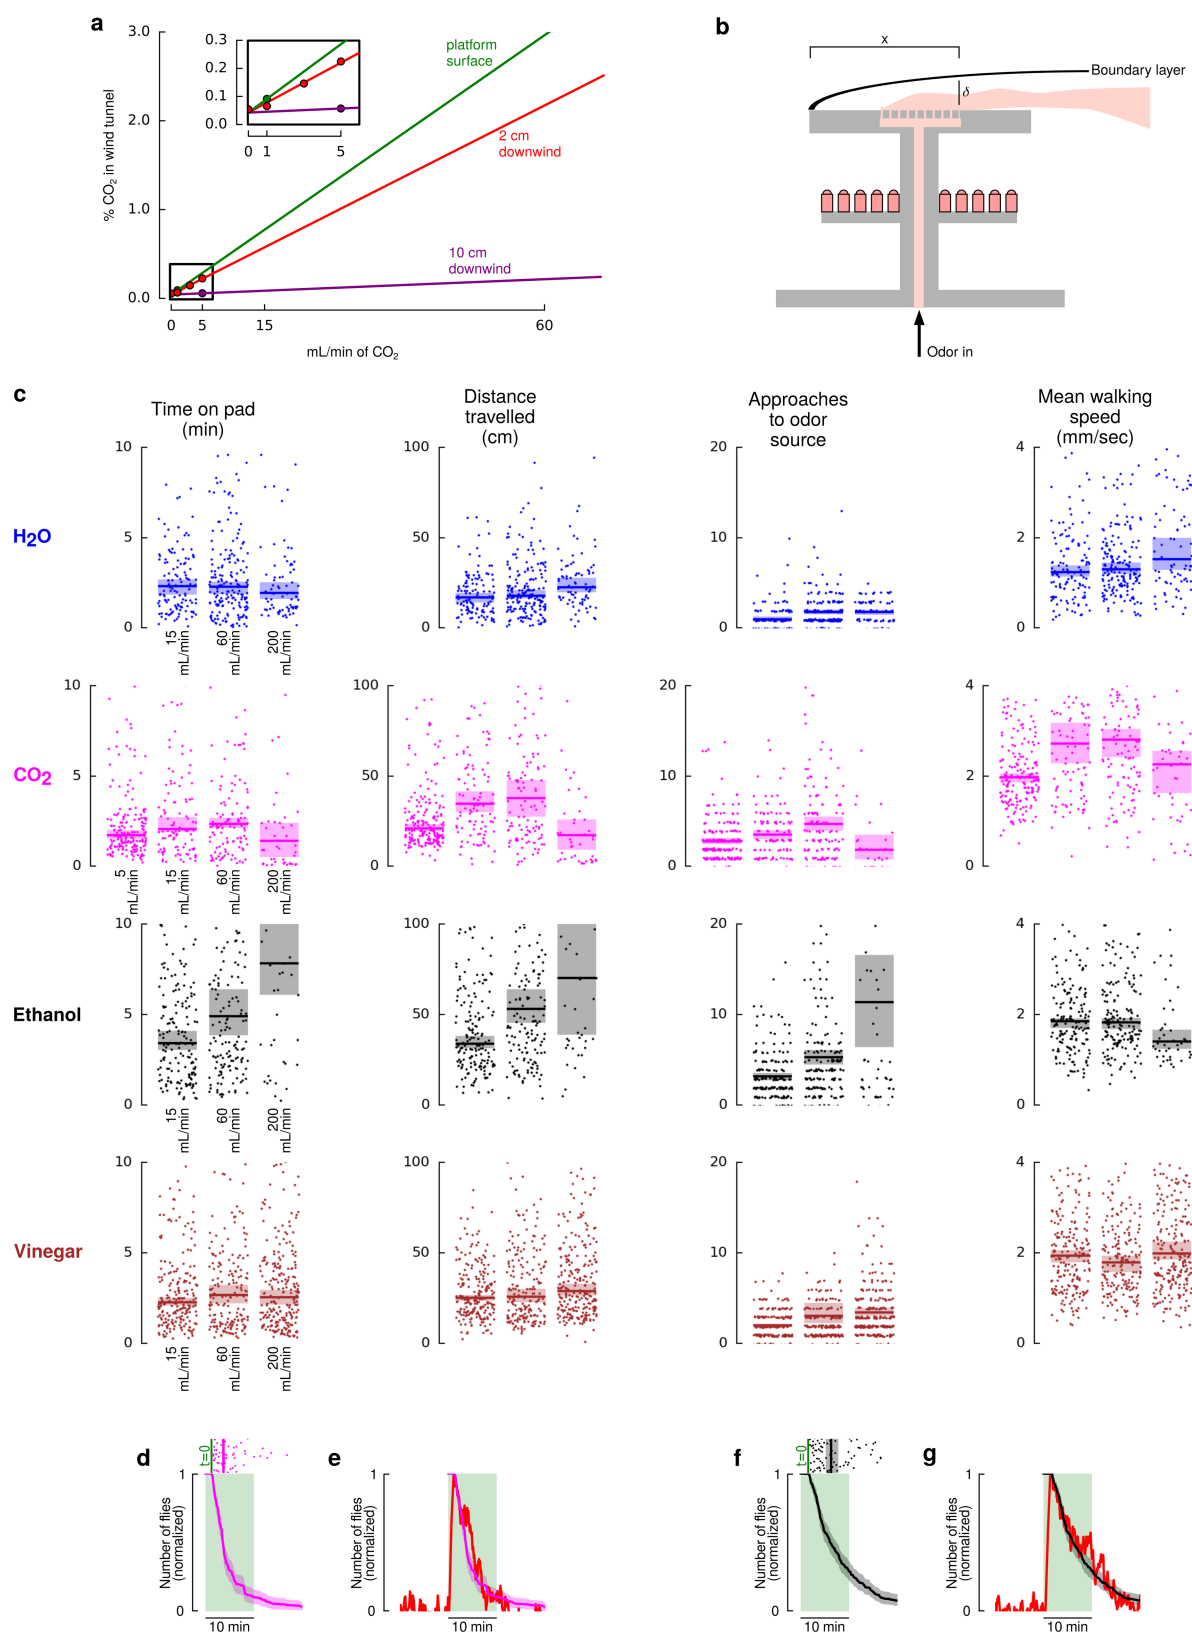 a
3.0
2.0
1.0
0.0
% CO2 in wind tunnel
0.3
0.2
0.1
0.0
0 1 5
platform
surface
2 cm
downwind
10 cm
downwind
0 5 15 60
mL/min of CO2
b
x
Boundary layer
δ
Odor in
c
Time on pad
(min)
Distance
travelled
(cm)
Approaches
to odor
source
Mean walking
speed
(mm/sec)
H2O
10
5
0
15
mL/min
60
mL/min
200
mL/min
100
50
0
20
10
0
4
2
0
CO2
10
5
0
5
mL/min
15
mL/min
60
mL/min
200
mL/min
100
50
0
20
10
0
4
2
0
Ethanol
10
5
0
15
mL/min
60
mL/min
200
mL/min
100
50
0
20
10
0
4
2
0
Vinegar
10
5
0
15
mL/min
60
mL/min
200
mL/min
100
50
0
20
10
0
4
2
0
d
t=0
1
0
Number of flies
(normalized)
10 min
e
1
0
Number of flies
(normalized)
10 min
f
t=0
1
0
Number of flies
(normalized)
10 min
g
1
0
Number of flies
(normalized)
10 min